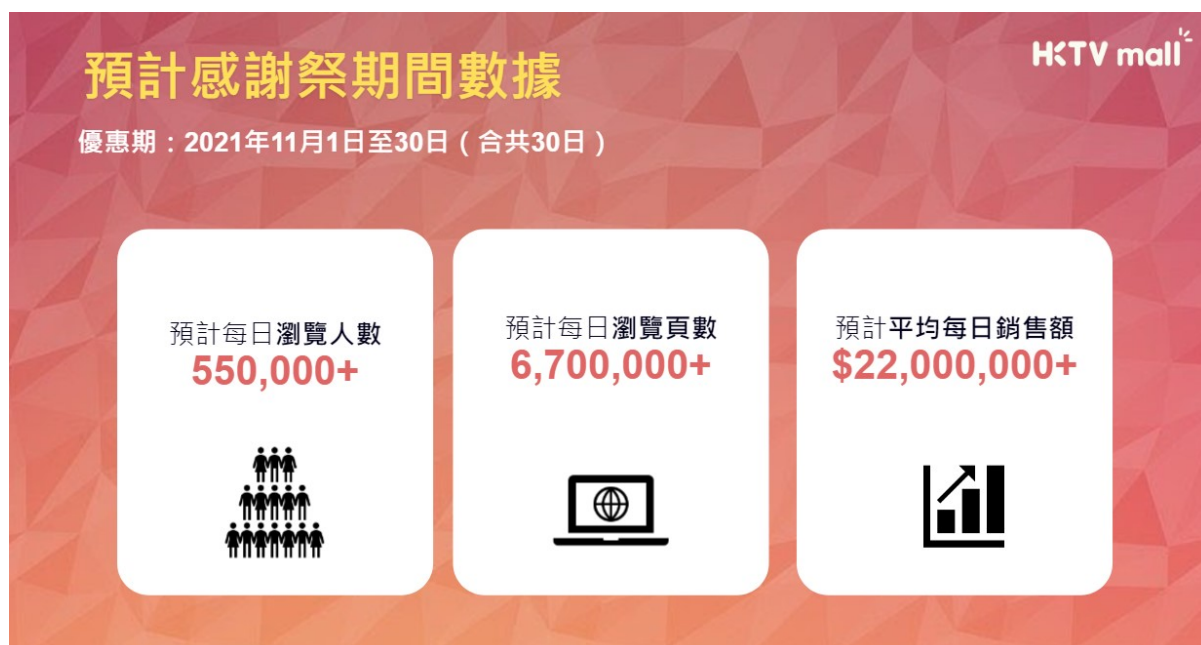 預計感謝祭期間數據
HKTV mall
優惠期：2021年11月1日至30日（合共30日）
預計每日瀏覽人數
550,000+
預計每日瀏覽頁數
6,700,000+
預計平均每日銷售額
$22,000,000+